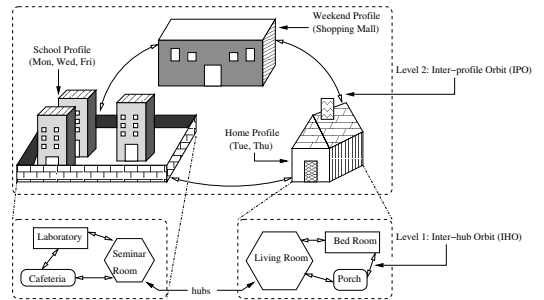 Weekend Profile
(Shopping Mall)
School Profile
(Mon, Wed, Fri)
Level 2: Inter-profile Orbit (IPO)
Home Profile
(Tue, Thu)
Laboratory
Seminar
Room
Cafeteria
hubs
Living Room
Bed Room
Porch
Level 1: Inter-hub Orbit (IHO)